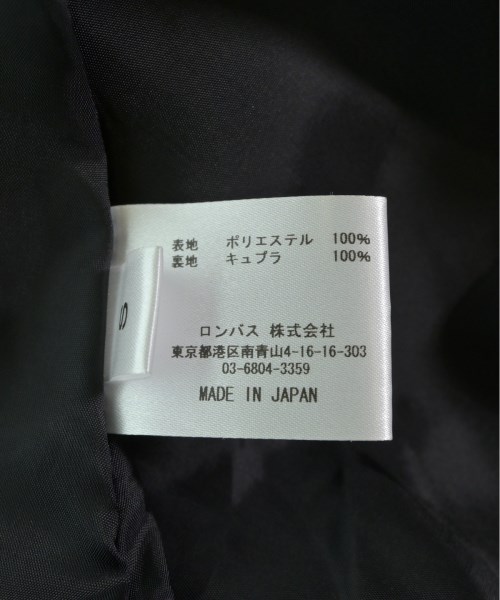 表地 ポリエステル 100%
裏地 キュプラ 100%
S
ロンバス 株式会社
東京都港区南青山4-16-16-303
03-6804-3359
MADE IN JAPAN